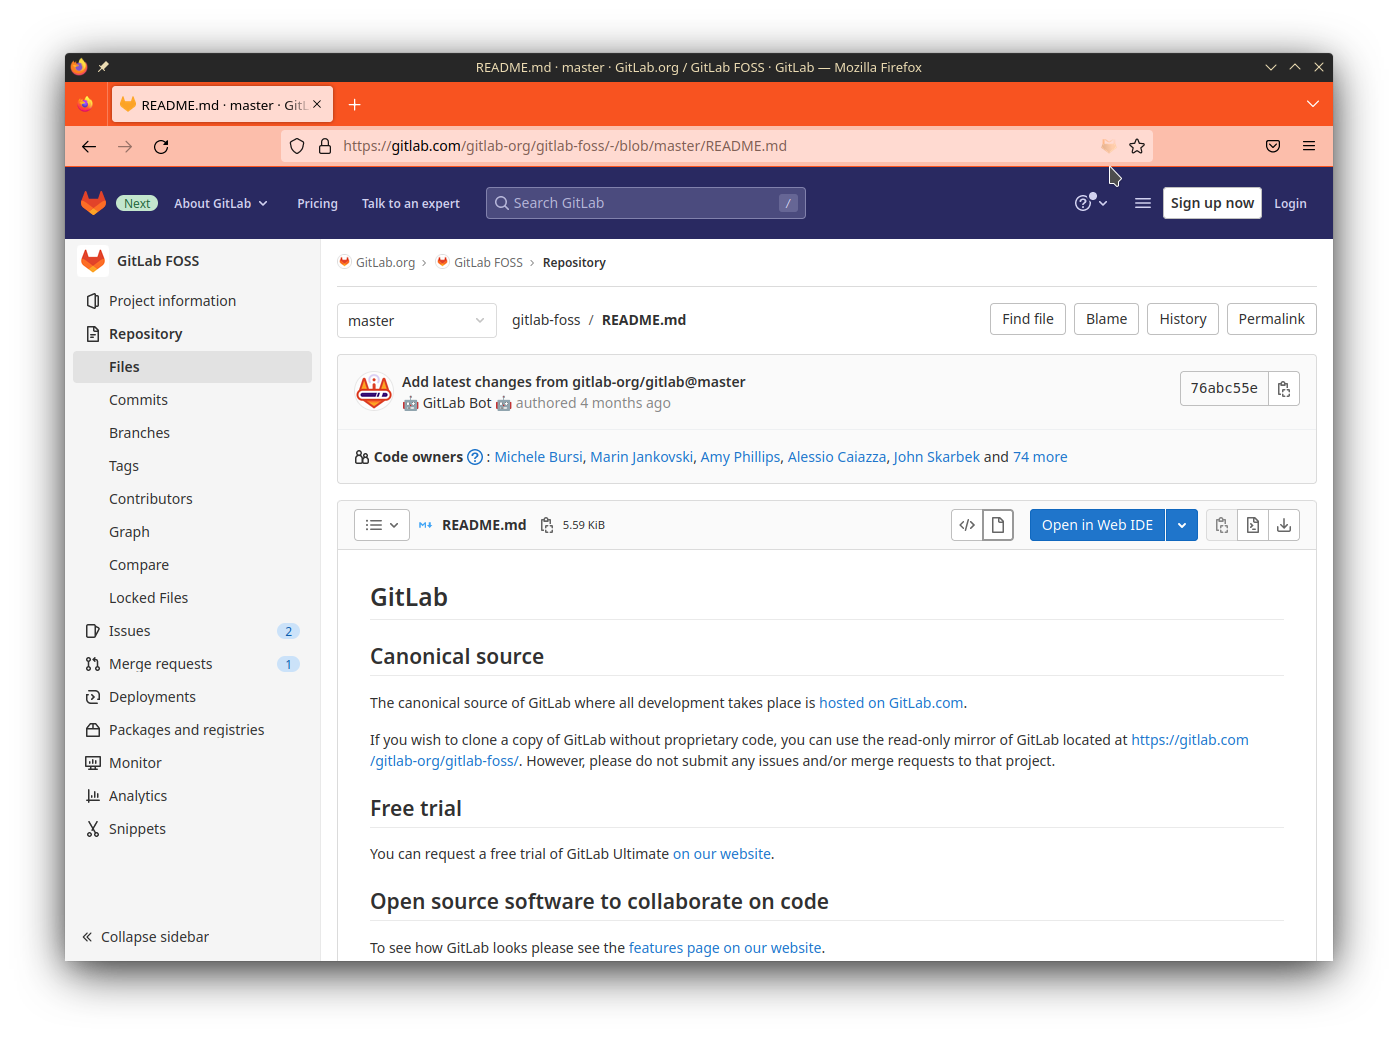 README.md · master · GitLab.org / GitLab FOSS · GitLab — Mozilla Firefox
README.md · master · GitL
https://gitlab.com/gitlab-org/gitlab-foss/-/blob/master/README.md
Next About GitLab Pricing Talk to an expert Search GitLab / Sign up now Login
GitLab FOSS
Project information
Repository
Files
Commits
Branches
Tags
Contributors
Graph
Compare
Locked Files
Issues 2
Merge requests 1
Deployments
Packages and registries
Monitor
Analytics
Snippets
Collapse sidebar
GitLab.org › GitLab FOSS › Repository
master gitlab-foss / README.md Find file Blame History Permalink
Add latest changes from gitlab-org/gitlab@master
🤖 GitLab Bot 🤖 authored 4 months ago
76abc55e
Code owners ? : Michele Bursi, Marin Jankovski, Amy Phillips, Alessio Caiazza, John Skarbek and 74 more
M↓ README.md 5.59 KiB </> Open in Web IDE
GitLab
Canonical source
The canonical source of GitLab where all development takes place is hosted on GitLab.com.
If you wish to clone a copy of GitLab without proprietary code, you can use the read-only mirror of GitLab located at https://gitlab.com
/gitlab-org/gitlab-foss/. However, please do not submit any issues and/or merge requests to that project.
Free trial
You can request a free trial of GitLab Ultimate on our website.
Open source software to collaborate on code
To see how GitLab looks please see the features page on our website.